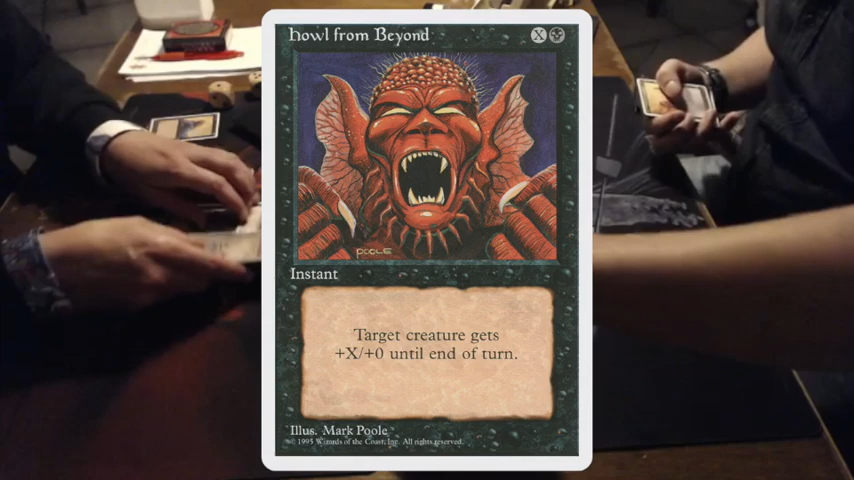 Howl from Beyond X
POOLE
Instant
Target creature gets
+X/+0 until end of turn.
Illus. Mark Poole
© 1995 Wizards of the Coast, Inc. All rights reserved.